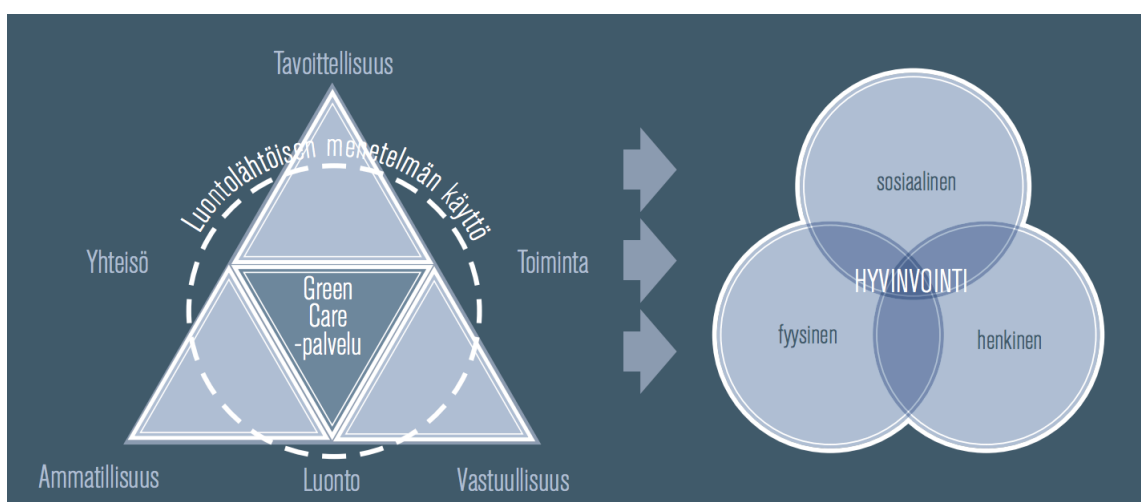 Tavoittellisuus
Luontolähtöisen menetelmän käyttö
Yhteisö
Toiminta
Green
Care
-palvelu
Ammatillisuus
Luonto
Vastuullisuus
sosiaalinen
HYVINVOINTI
fyysinen
henkinen